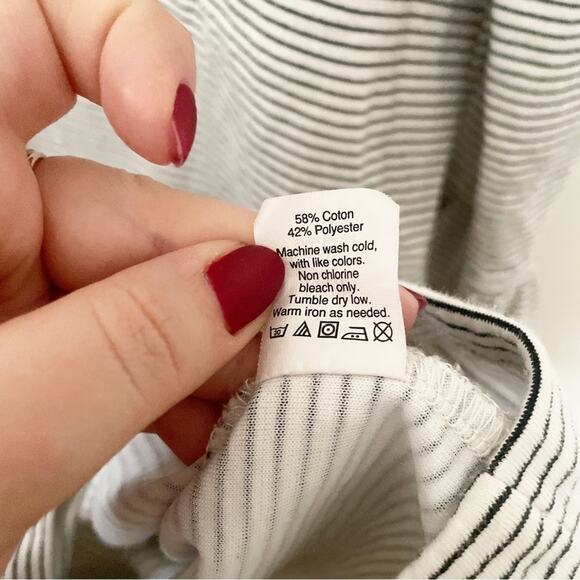 58% Coton
42% Polyester
Machine wash cold,
with like colors.
Non chlorine
bleach only.
Tumble dry low.
Warm iron as needed.
30